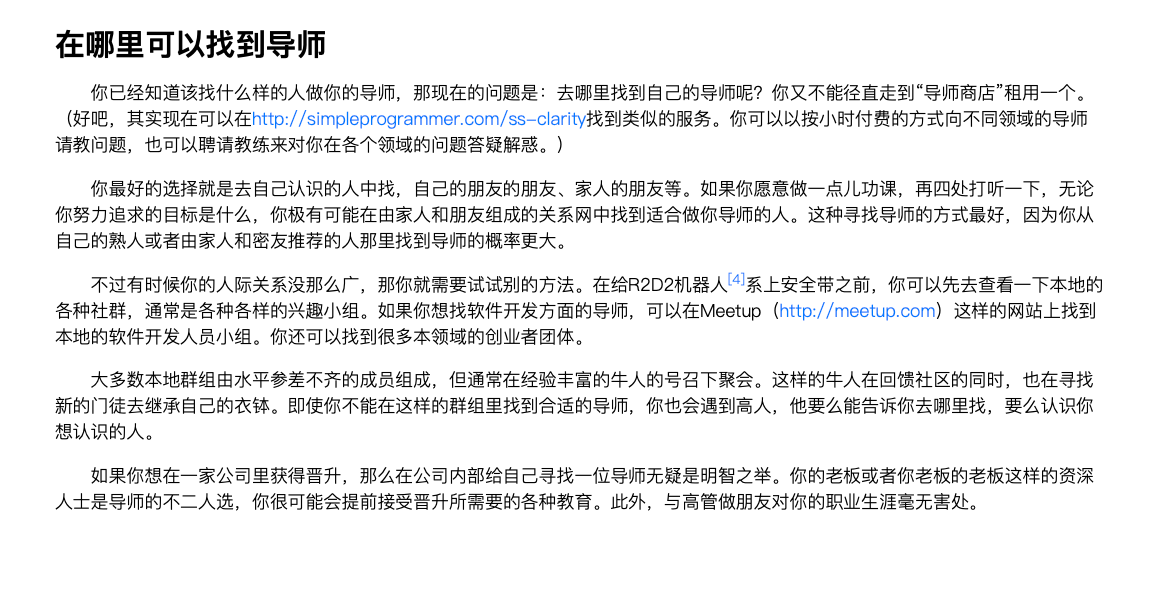 在哪里可以找到导师
你已经知道该找什么样的人做你的导师，那现在的问题是：去哪里找到自己的导师呢？你又不能径直走到“导师商店”租用一个。
（好吧，其实现在可以在http://simpleprogrammer.com/ss-clarity找到类似的服务。你可以以按小时付费的方式向不同领域的导师
请教问题，也可以聘请教练来对你在各个领域的问题答疑解惑。）
你最好的选择就是去自己认识的人中找，自己的朋友的朋友、家人的朋友等。如果你愿意做一点儿功课，再四处打听一下，无论
你努力追求的目标是什么，你极有可能在由家人和朋友组成的关系网中找到适合做你导师的人。这种寻找导师的方式最好，因为你从
自己的熟人或者由家人和密友推荐的人那里找到导师的概率更大。
不过有时候你的人际关系没那么广，那你就需要试试别的方法。在给R2D2机器人[4]系上安全带之前，你可以先去查看一下本地的
各种社群，通常是各种各样的兴趣小组。如果你想找软件开发方面的导师，可以在Meetup（http://meetup.com）这样的网站上找到
本地的软件开发人员小组。你还可以找到很多本领域的创业者团体。
大多数本地群组由水平参差不齐的成员组成，但通常在经验丰富的牛人的号召下聚会。这样的牛人在回馈社区的同时，也在寻找
新的门徒去继承自己的衣钵。即使你不能在这样的群组里找到合适的导师，你也会遇到高人，他要么能告诉你去哪里找，要么认识你
想认识的人。
如果你想在一家公司里获得晋升，那么在公司内部给自己寻找一位导师无疑是明智之举。你的老板或者你老板的老板这样的资深
人士是导师的不二人选，你很可能会提前接受晋升所需要的各种教育。此外，与高管做朋友对你的职业生涯毫无害处。